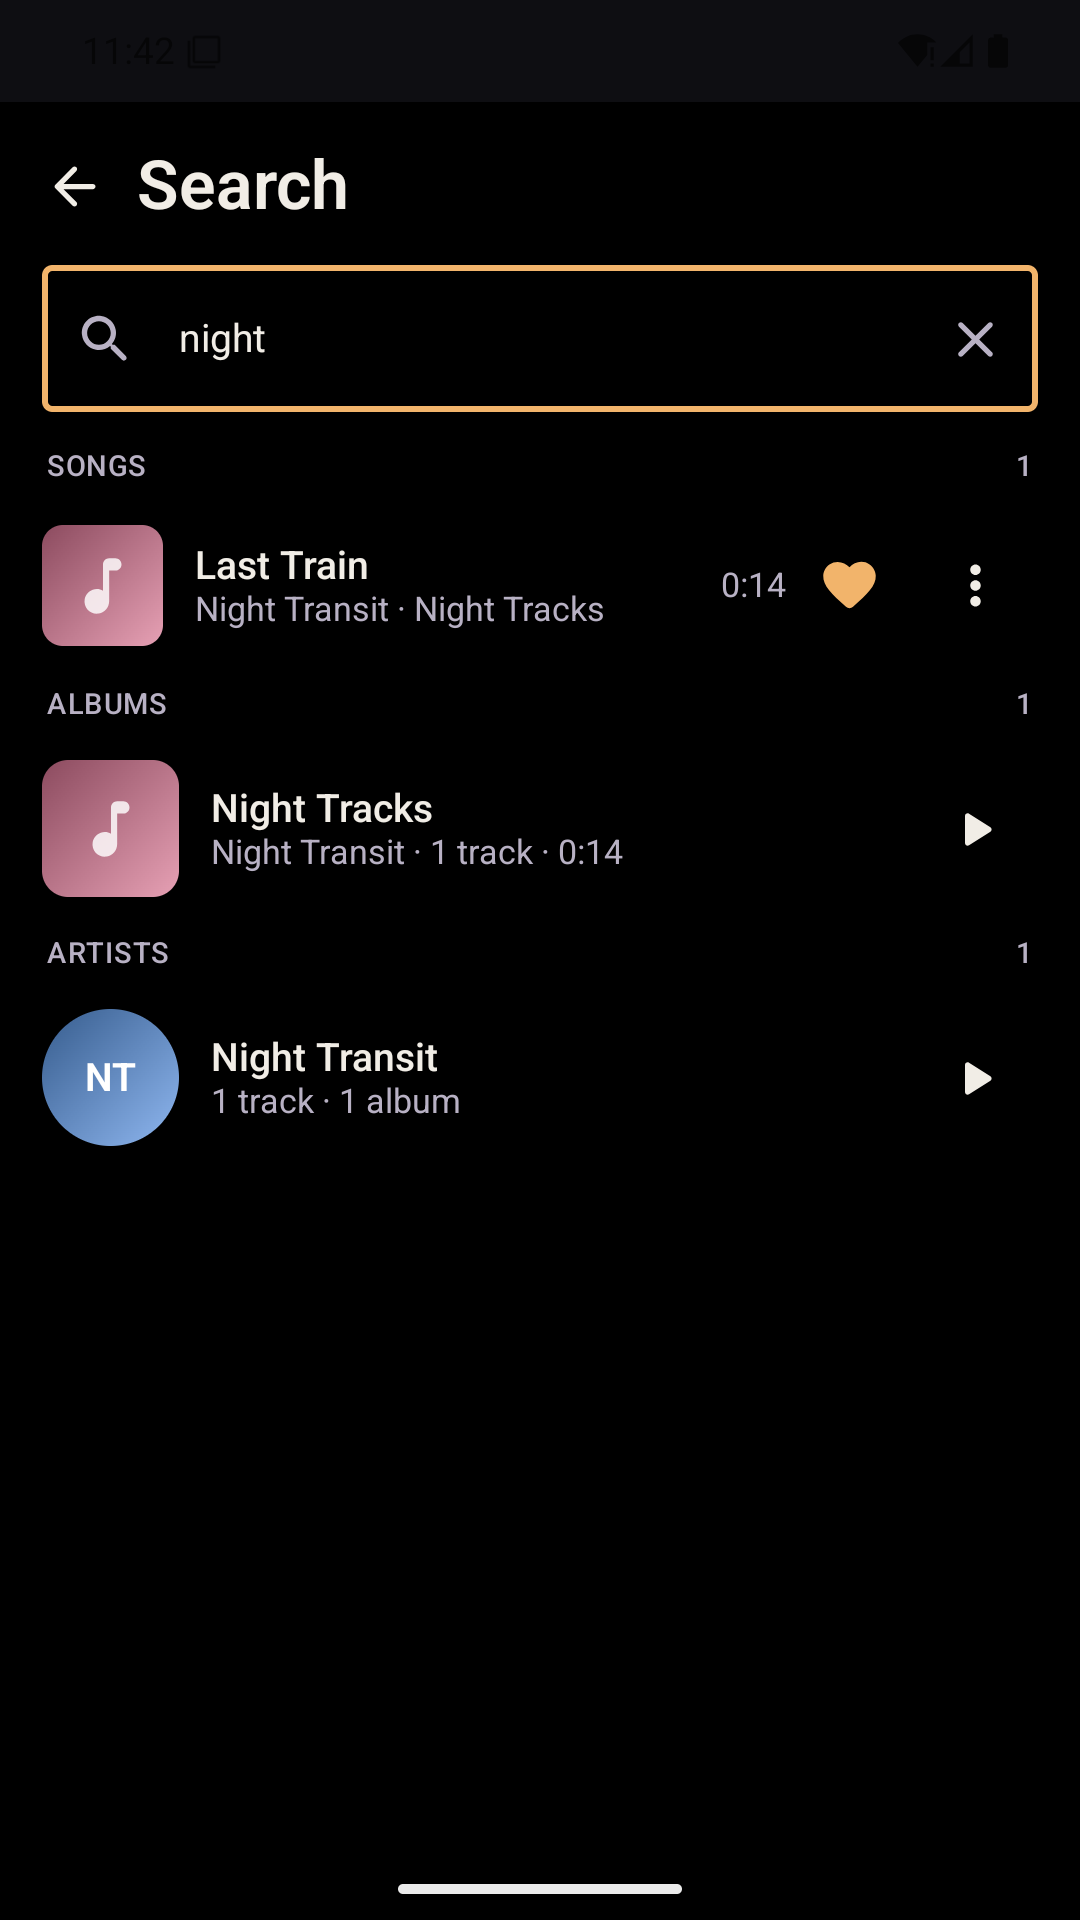 11:42
Search
night
SONGS 1
Last Train
Night Transit · Night Tracks
0:14
ALBUMS 1
Night Tracks
Night Transit · 1 track · 0:14
ARTISTS 1
NT
Night Transit
1 track · 1 album